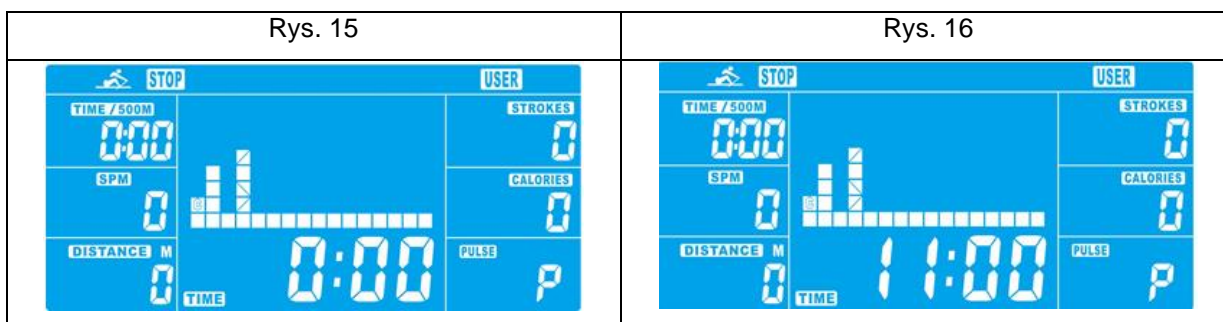 Rys. 15
Rys. 16
STOP USER
TIME / 500M STROKES
0:00 0
SPM CALORIES
0 0
DISTANCE M PULSE
0 TIME 0:00 P
STOP USER
TIME / 500M STROKES
0:00 0
SPM CALORIES
0 0
DISTANCE M PULSE
0 TIME 11:00 P